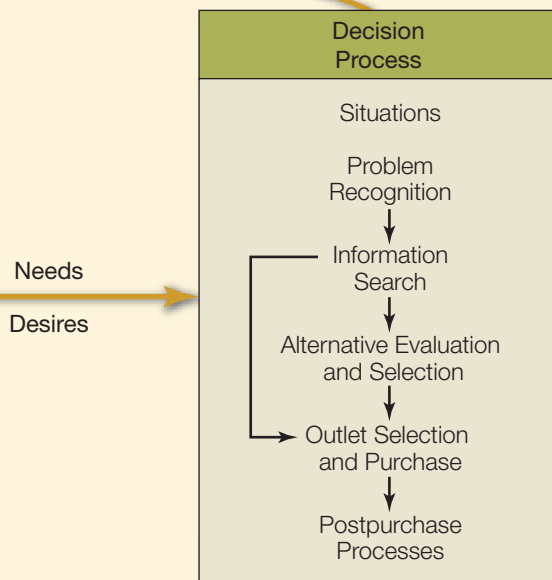 Decision
Process
Situations
Problem
Recognition
Information
Search
Alternative Evaluation
and Selection
Outlet Selection
and Purchase
Postpurchase
Processes
Needs
Desires